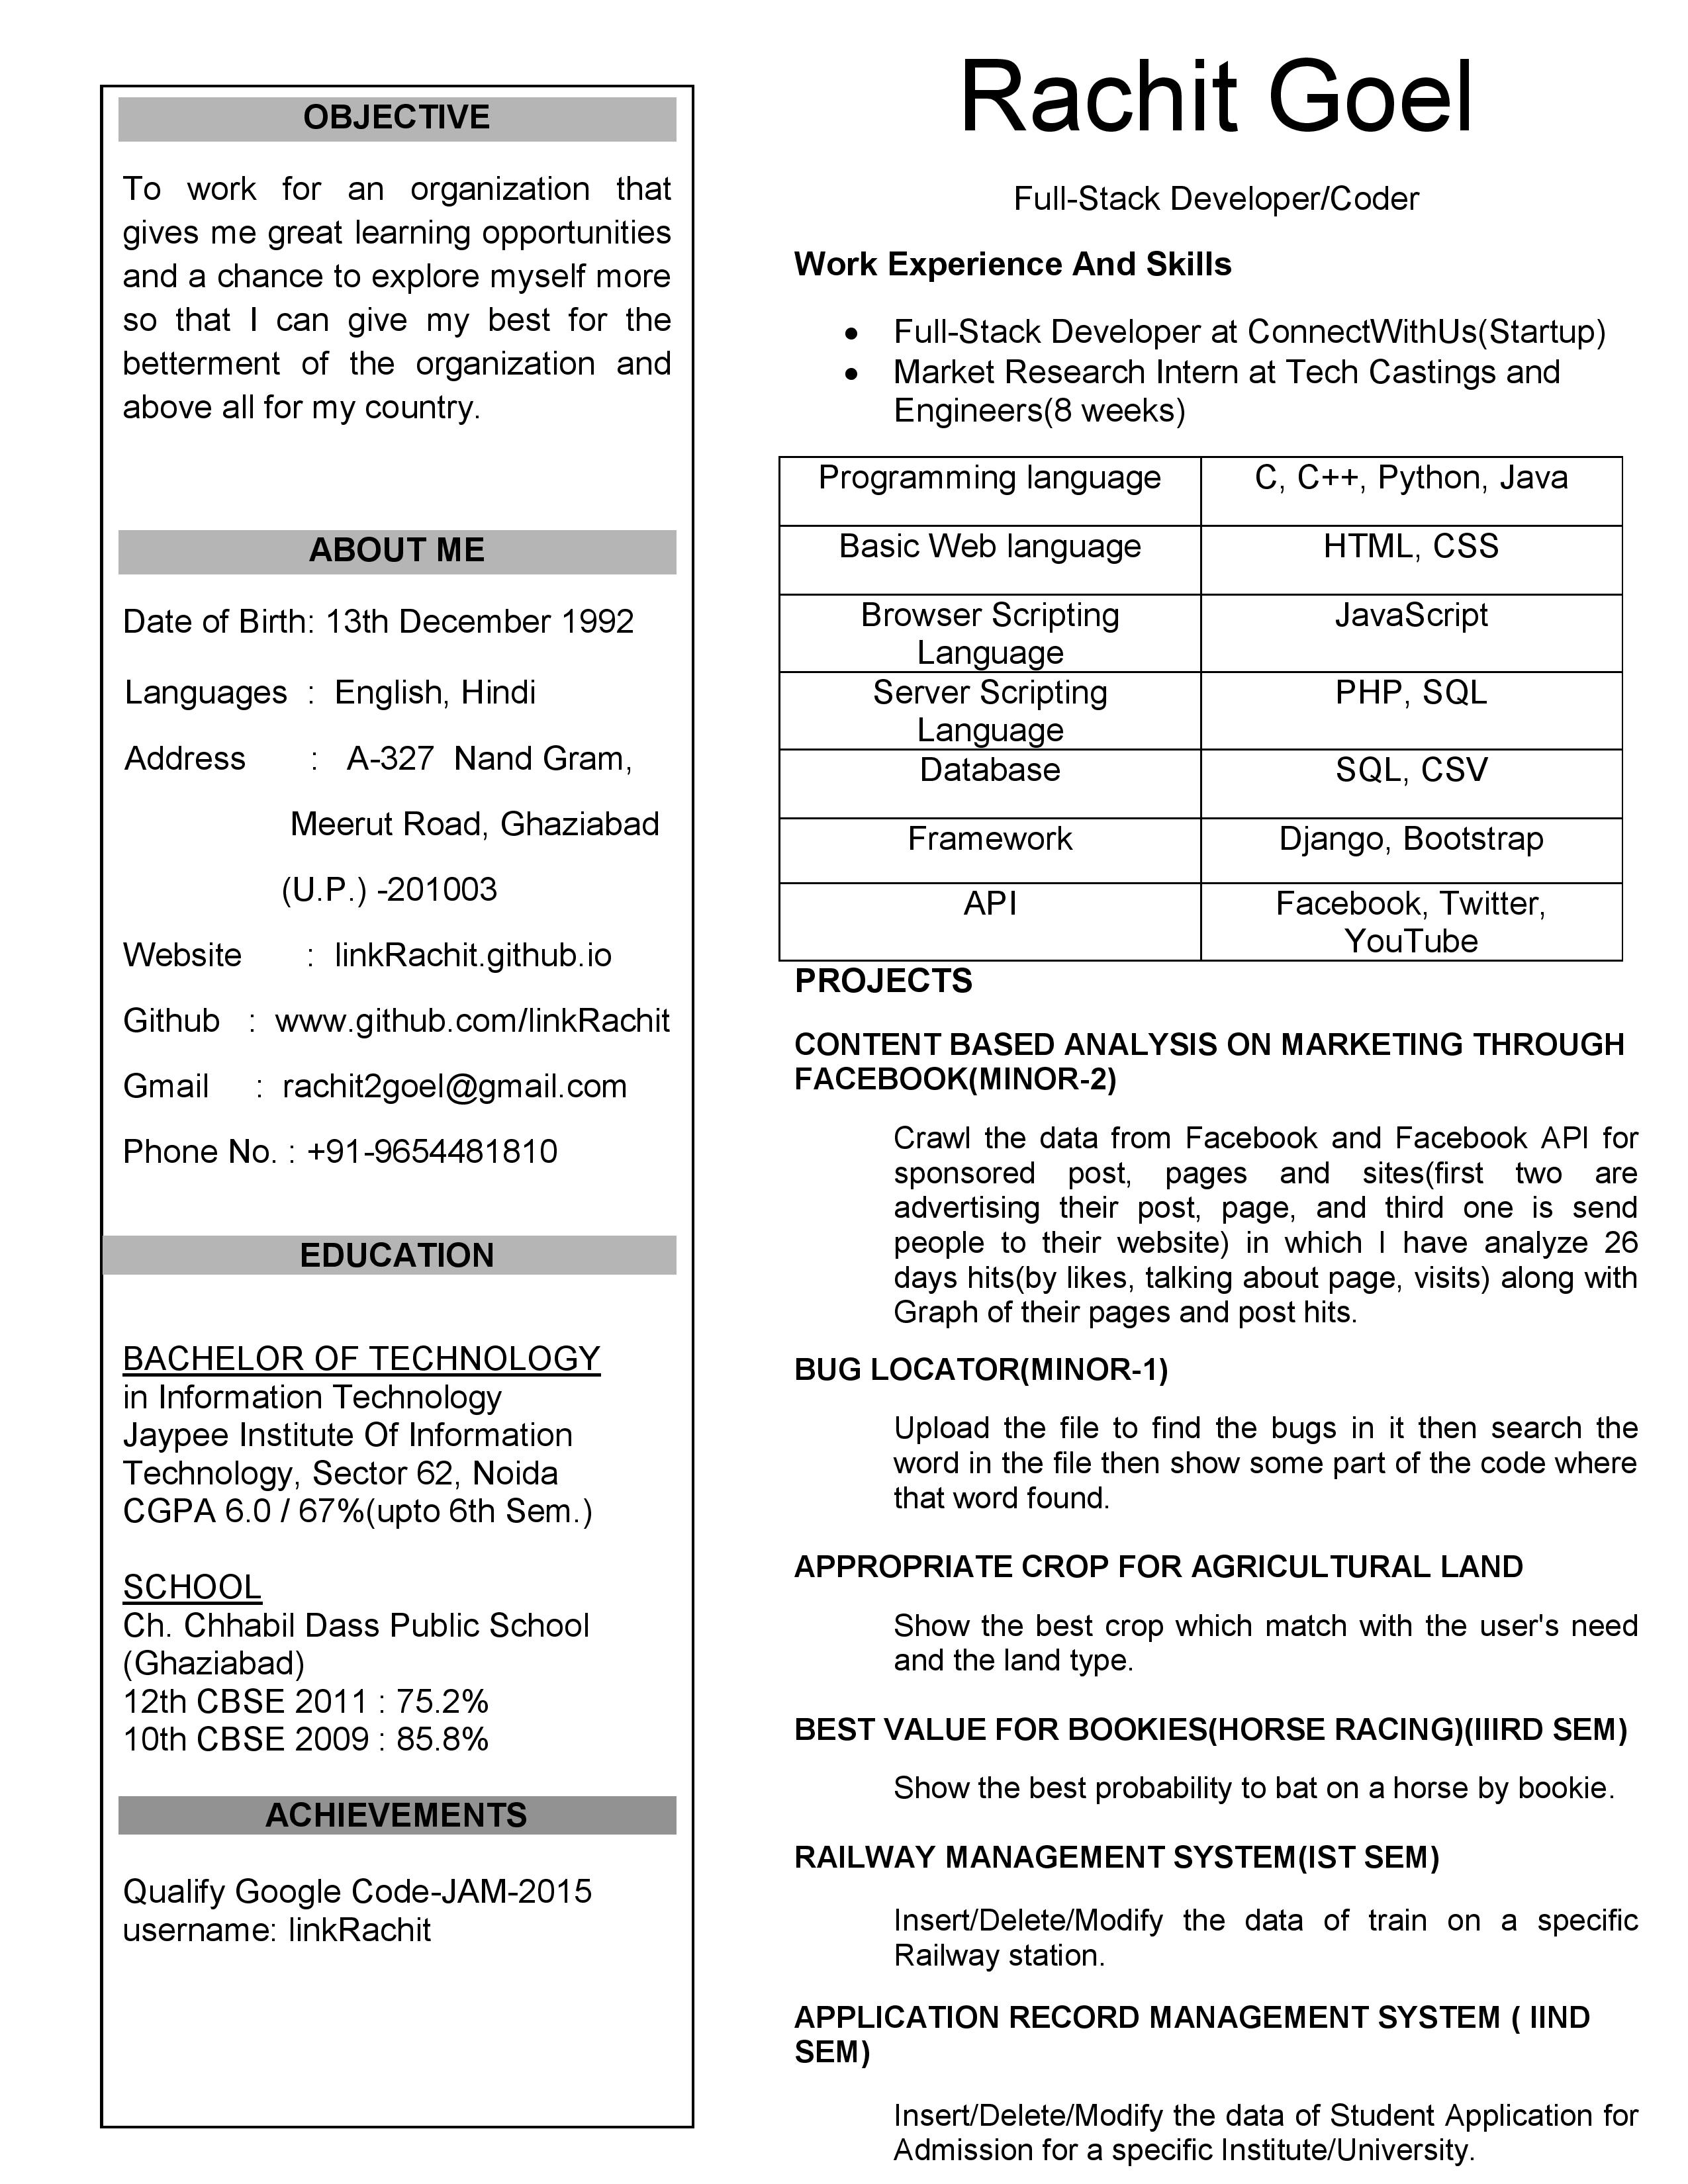 OBJECTIVE
To work for an organization that
gives me great learning opportunities
and a chance to explore myself more
so that I can give my best for the
betterment of the organization and
above all for my country.
ABOUT ME
Date of Birth: 13th December 1992
Languages : English, Hindi
Address : A-327 Nand Gram,
Meerut Road, Ghaziabad
(U.P.) -201003
Website : linkRachit.github.io
Github : www.github.com/linkRachit
Gmail : rachit2goel@gmail.com
Phone No. : +91-9654481810
EDUCATION
BACHELOR OF TECHNOLOGY
in Information Technology
Jaypee Institute Of Information
Technology, Sector 62, Noida
CGPA 6.0 / 67%(upto 6th Sem.)
SCHOOL
Ch. Chhabil Dass Public School
(Ghaziabad)
12th CBSE 2011 : 75.2%
10th CBSE 2009 : 85.8%
ACHIEVEMENTS
Qualify Google Code-JAM-2015
username: linkRachit
Rachit Goel
Full-Stack Developer/Coder
Work Experience And Skills
• Full-Stack Developer at ConnectWithUs(Startup)
• Market Research Intern at Tech Castings and
Engineers(8 weeks)
Programming language C, C++, Python, Java
Basic Web language HTML, CSS
Browser Scripting JavaScript
Language
Server Scripting PHP, SQL
Language
Database SQL, CSV
Framework Django, Bootstrap
API Facebook, Twitter,
YouTube
PROJECTS
CONTENT BASED ANALYSIS ON MARKETING THROUGH
FACEBOOK(MINOR-2)
Crawl the data from Facebook and Facebook API for
sponsored post, pages and sites(first two are
advertising their post, page, and third one is send
people to their website) in which I have analyze 26
days hits(by likes, talking about page, visits) along with
Graph of their pages and post hits.
BUG LOCATOR(MINOR-1)
Upload the file to find the bugs in it then search the
word in the file then show some part of the code where
that word found.
APPROPRIATE CROP FOR AGRICULTURAL LAND
Show the best crop which match with the user's need
and the land type.
BEST VALUE FOR BOOKIES(HORSE RACING)(IIIRD SEM)
Show the best probability to bat on a horse by bookie.
RAILWAY MANAGEMENT SYSTEM(IST SEM)
Insert/Delete/Modify the data of train on a specific
Railway station.
APPLICATION RECORD MANAGEMENT SYSTEM ( IIND
SEM)
Insert/Delete/Modify the data of Student Application for
Admission for a specific Institute/University.